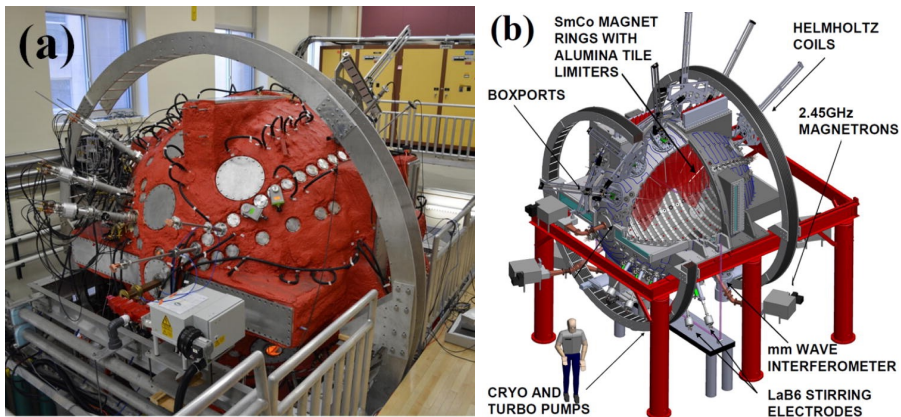 (a)
(b)
SmCo MAGNET
RINGS WITH
ALUMINA TILE
LIMITERS
HELMHOLTZ
COILS
BOXPORTS
2.45GHz
MAGNETRONS
mm WAVE
INTERFEROMETER
CRYO AND
TURBO PUMPS
LaB6 STIRRING
ELECTRODES